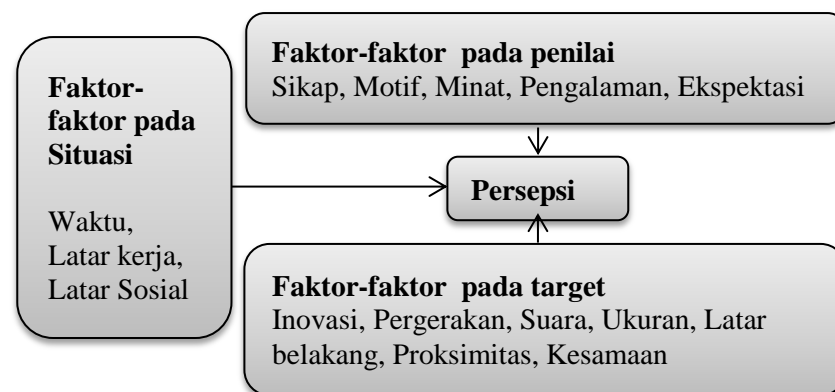 Faktor-faktor pada penilai
Sikap, Motif, Minat, Pengalaman, Ekspektasi
Faktor-
faktor pada
Situasi
Waktu,
Latar kerja,
Latar Sosial
Persepsi
Faktor-faktor pada target
Inovasi, Pergerakan, Suara, Ukuran, Latar
belakang, Proksimitas, Kesamaan